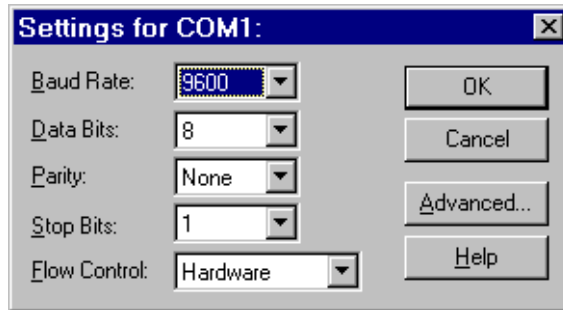 Settings for COM1:
Baud Rate: 9600 OK
Data Bits: 8 Cancel
Parity: None
Advanced...
Stop Bits: 1
Flow Control: Hardware Help